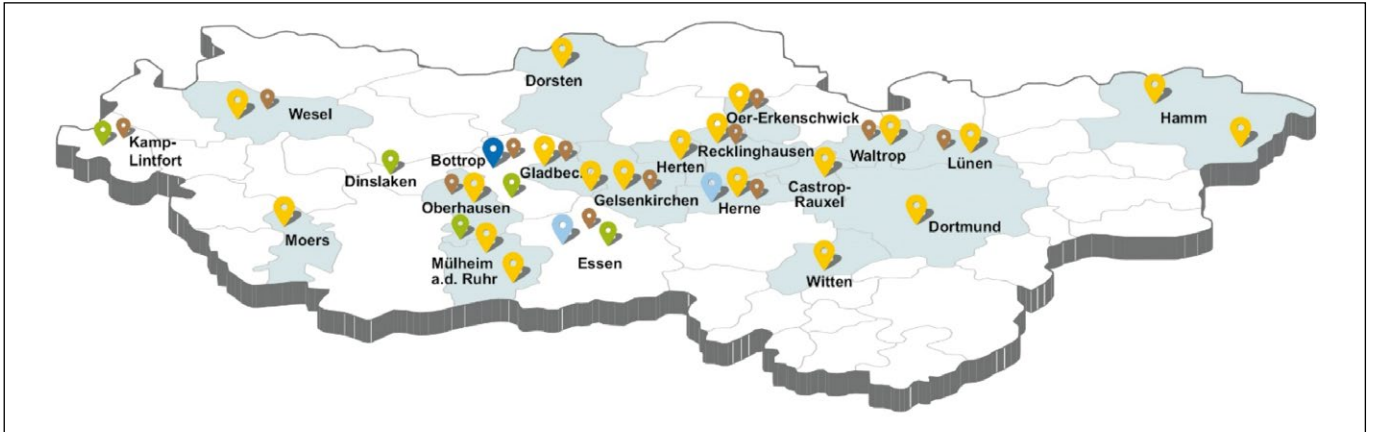 Dorsten
Wesel
Oer-Erkenschwick
Hamm
Kamp-
Lintfort
Bottrop
Gladbec.
Herten
Recklinghausen
Waltrop
Lünen
Dinslaken
Oberhausen
Gelsenkirchen
Herne
Castrop-
Rauxel
Moers
Dortmund
Mülheim
a.d. Ruhr
Essen
Witten